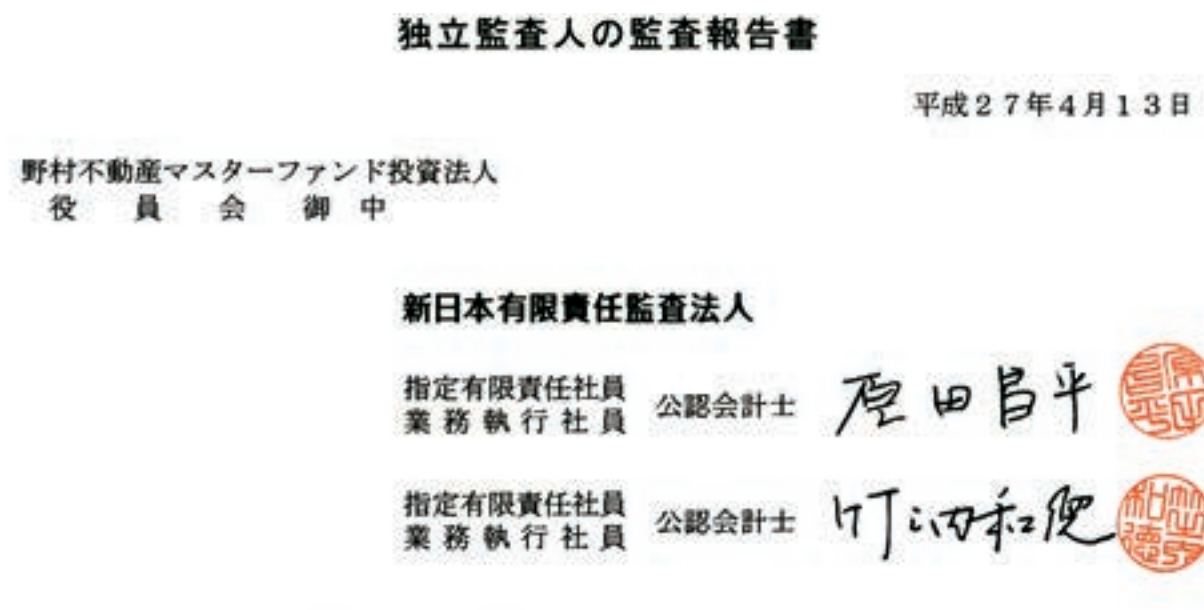 独立監査人の監査報告書
平成27年4月13日
野村不動産マスターファンド投資法人
役員会御中
新日本有限責任監査法人
指定有限責任社員
業務執行社員
公認会計士
原田昌平
指定有限責任社員
業務執行社員
公認会計士
竹内和徳